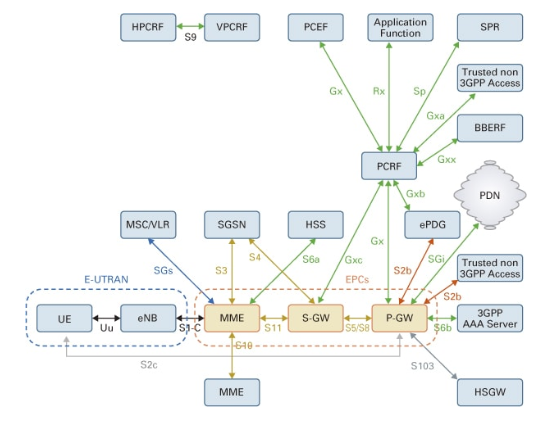 HPCRF
S9
VPCRF
PCEF
Application
Function
SPR
Gx
Rx
Sp
Trusted non
3GPP Access
Gxa
BBERF
Gxx
PCRF
Gxb
PDN
MSC/VLR
SGSN
HSS
ePDG
SGs
S3
S4
S6a
Gxc
Gx
S2b
SGi
Trusted non
3GPP Access
S2b
E-UTRAN
EPCs
UE
Uu
eNB
S1-C
MME
S11
S-GW
S5/S8
P-GW
S6b
3GPP
AAA Server
S10
S2c
S103
MME
HSGW